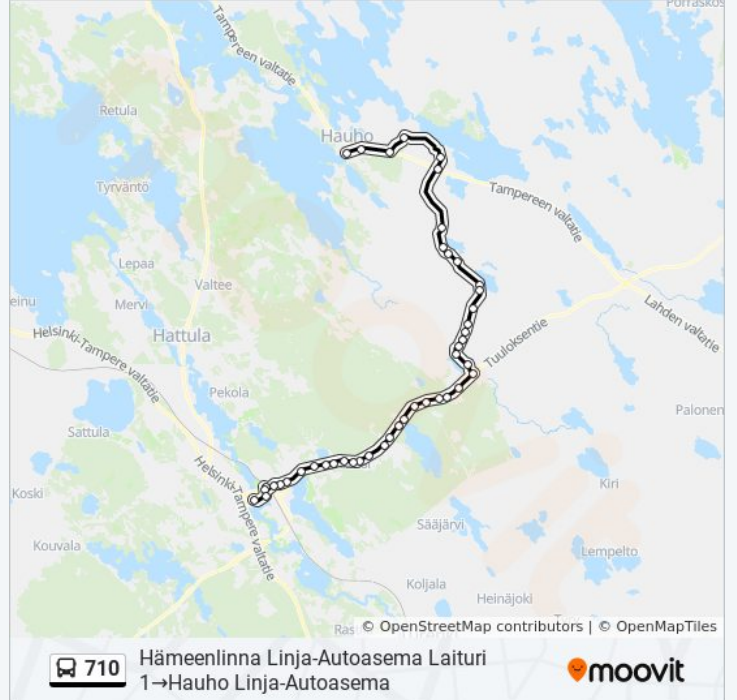 Porraskos
Tampereen valtatie
Retula
Hauho
Tyrväntö
Tampereen valtatie
Lepaa
Valtee
einu
Mervi
Helsinki-Tampere valtatie
Hattula
Lahden valtatie
Tuuloksentie
Pekola
Palonen
Sattula
Helsinki-Tampere valtatie
Koski
Kiri
Sääjärvi
Kouvala
Lempelto
Koljala
Heinäjoki
© OpenStreetMap contributors | © OpenMapTiles
710
Hämeenlinna Linja-Autoasema Laituri
1→Hauho Linja-Autoasema
moovit